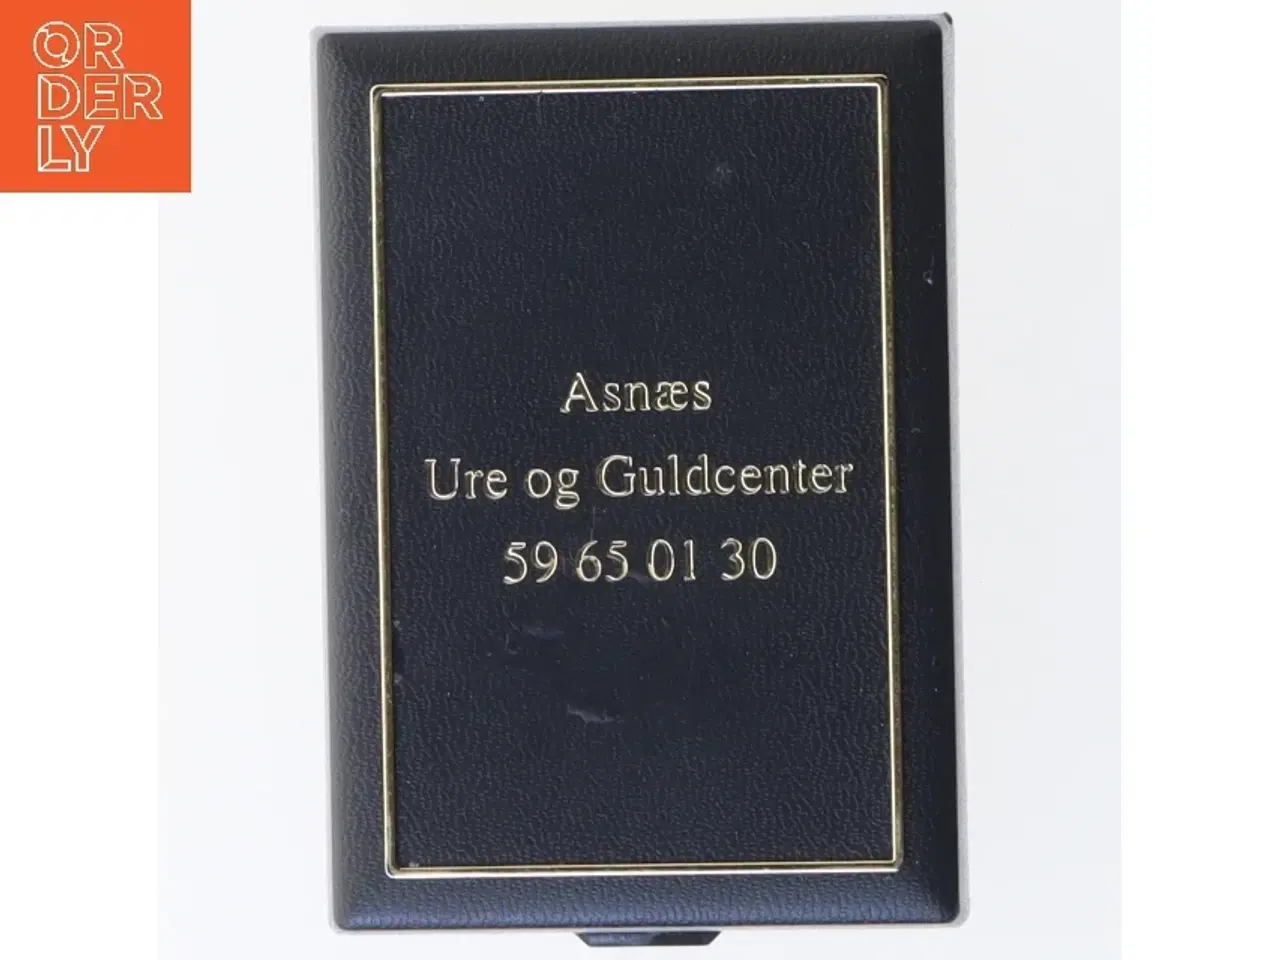 OR
DER
LY
Asnæs
Ure og Guldcenter
59 65 01 30